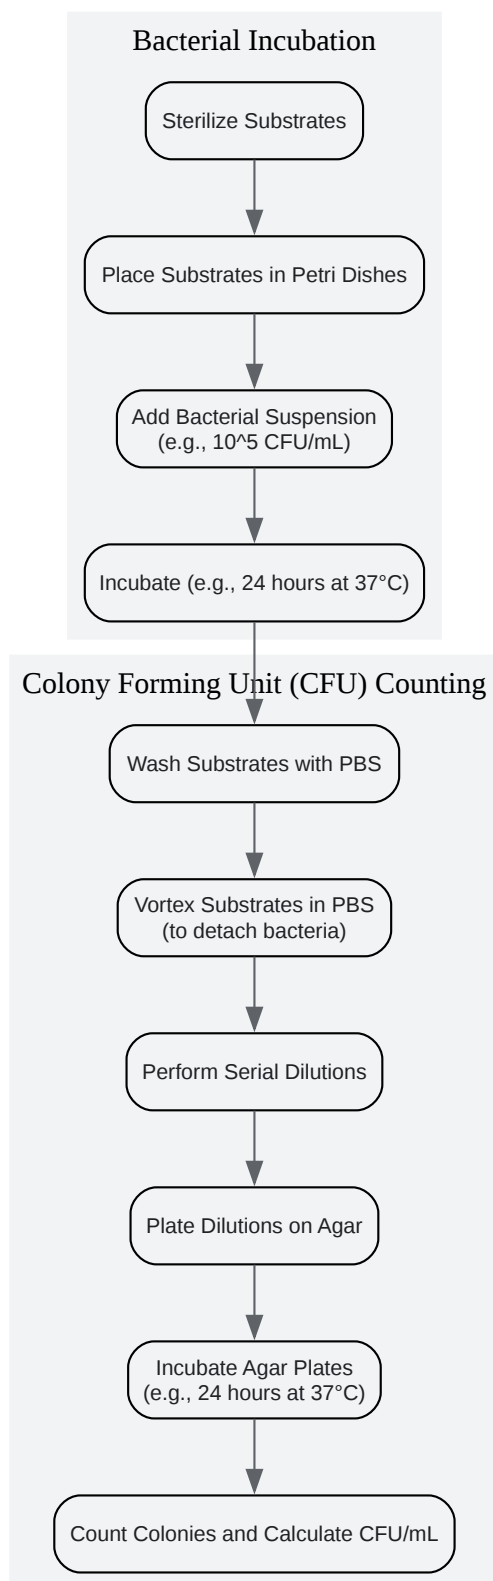 Bacterial Incubation
Sterilize Substrates
Place Substrates in Petri Dishes
Add Bacterial Suspension
(e.g., 10^5 CFU/mL)
Incubate (e.g., 24 hours at 37°C)
Colony Forming Unit (CFU) Counting
Wash Substrates with PBS
Vortex Substrates in PBS
(to detach bacteria)
Perform Serial Dilutions
Plate Dilutions on Agar
Incubate Agar Plates
(e.g., 24 hours at 37°C)
Count Colonies and Calculate CFU/mL